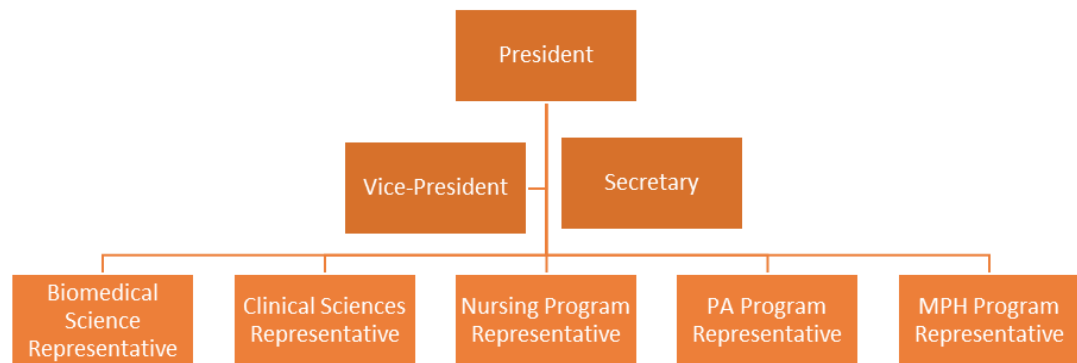 President
Vice-President
Secretary
Biomedical
Science
Representative
Clinical Sciences
Representative
Nursing Program
Representative
PA Program
Representative
MPH Program
Representative